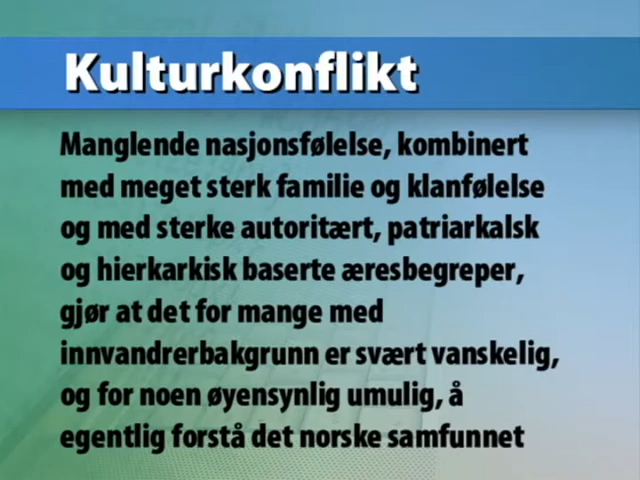 Kulturkonflikt
Manglende nasjonsfølelse, kombinert
med meget sterk familie og klanfølelse
og med sterke autoritært, patriarkalsk
og hierkarkisk baserte æresbegreper,
gjør at det for mange med
innvandrerbakgrunn er svært vanskelig,
og for noen øyensynlig umulig, å
egentlig forstå det norske samfunnet